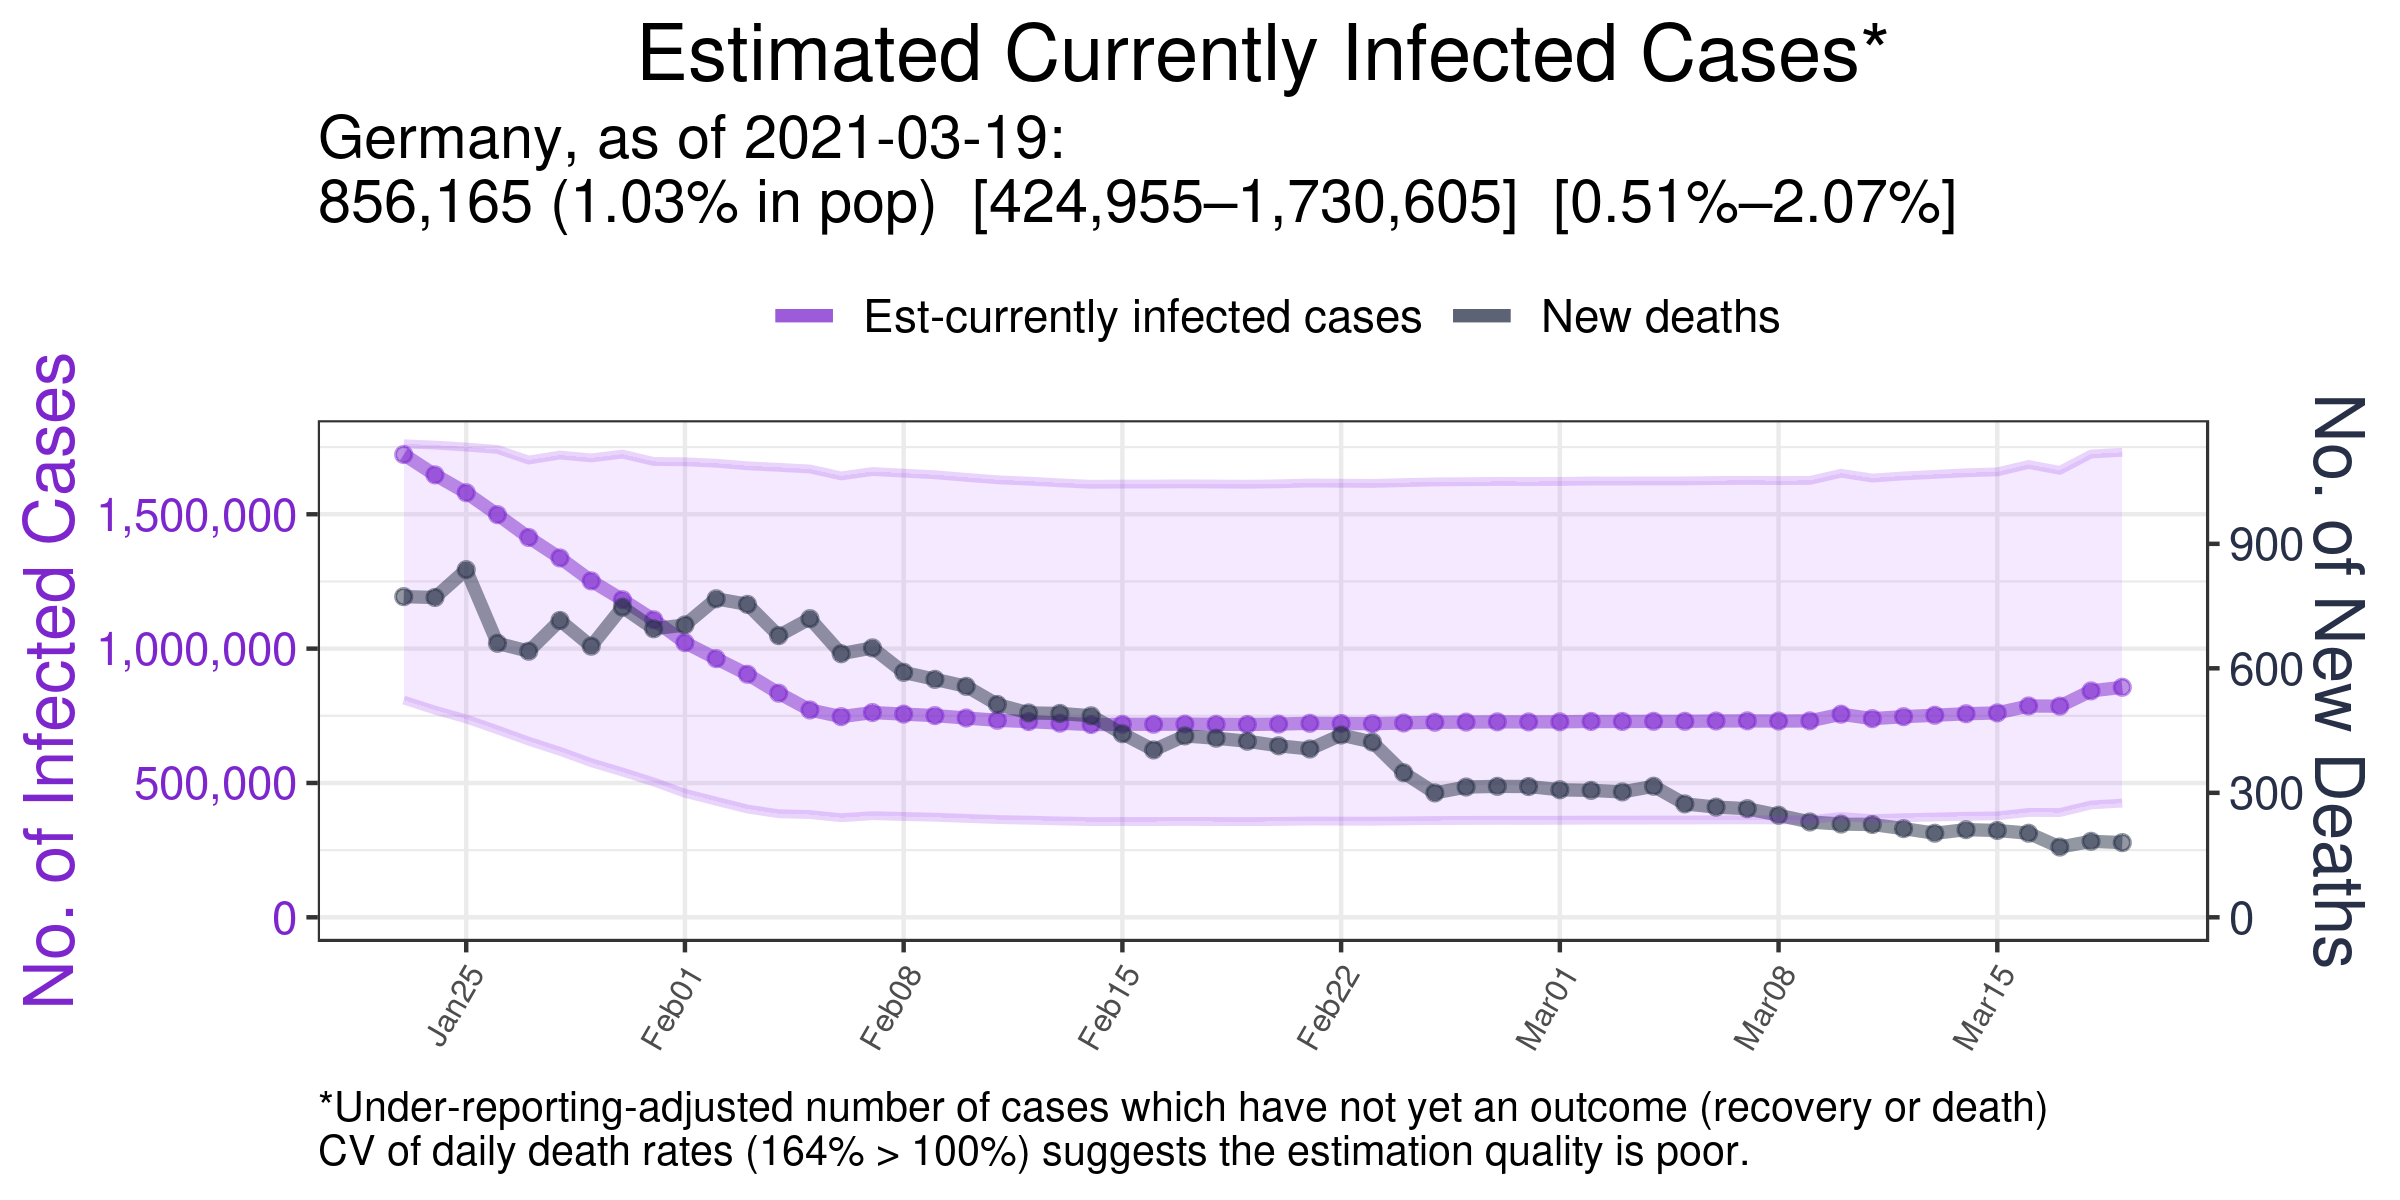 Estimated Currently Infected Cases*
Germany, as of 2021-03-19:
856,165 (1.03% in pop)  [424,955–1,730,605]  [0.51%–2.07%]
Est-currently infected cases
New deaths
No. of Infected Cases
1,500,000
1,000,000
500,000
0
No. of New Deaths
900
600
300
0
Jan25
Feb01
Feb08
Feb15
Feb22
Mar01
Mar08
Mar15
*Under-reporting-adjusted number of cases which have not yet an outcome (recovery or death)
CV of daily death rates (164% > 100%) suggests the estimation quality is poor.